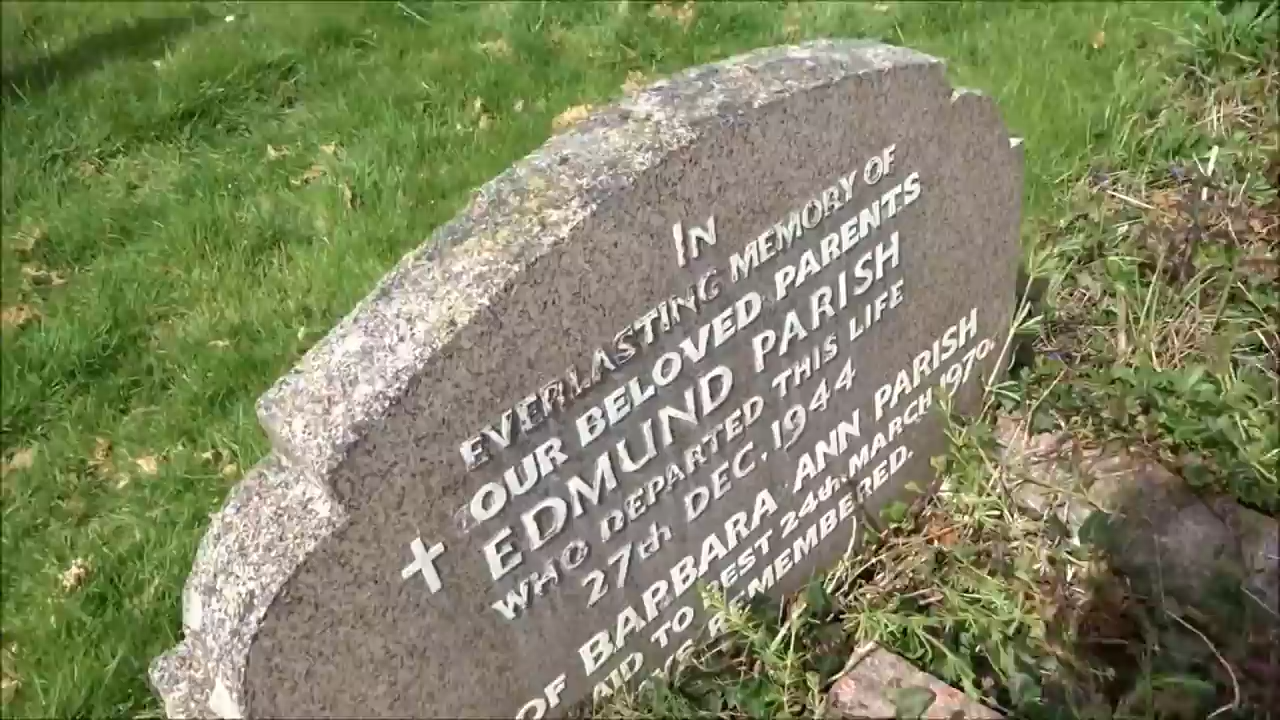 IN
EVERLASTING MEMORY OF
OUR BELOVED PARENTS
EDMUND PARISH
WHO DEPARTED THIS LIFE
27th DEC. 1944
OF BARBARA ANN PARISH
TO REST 24th MARCH 1970.
REMEMBERED.